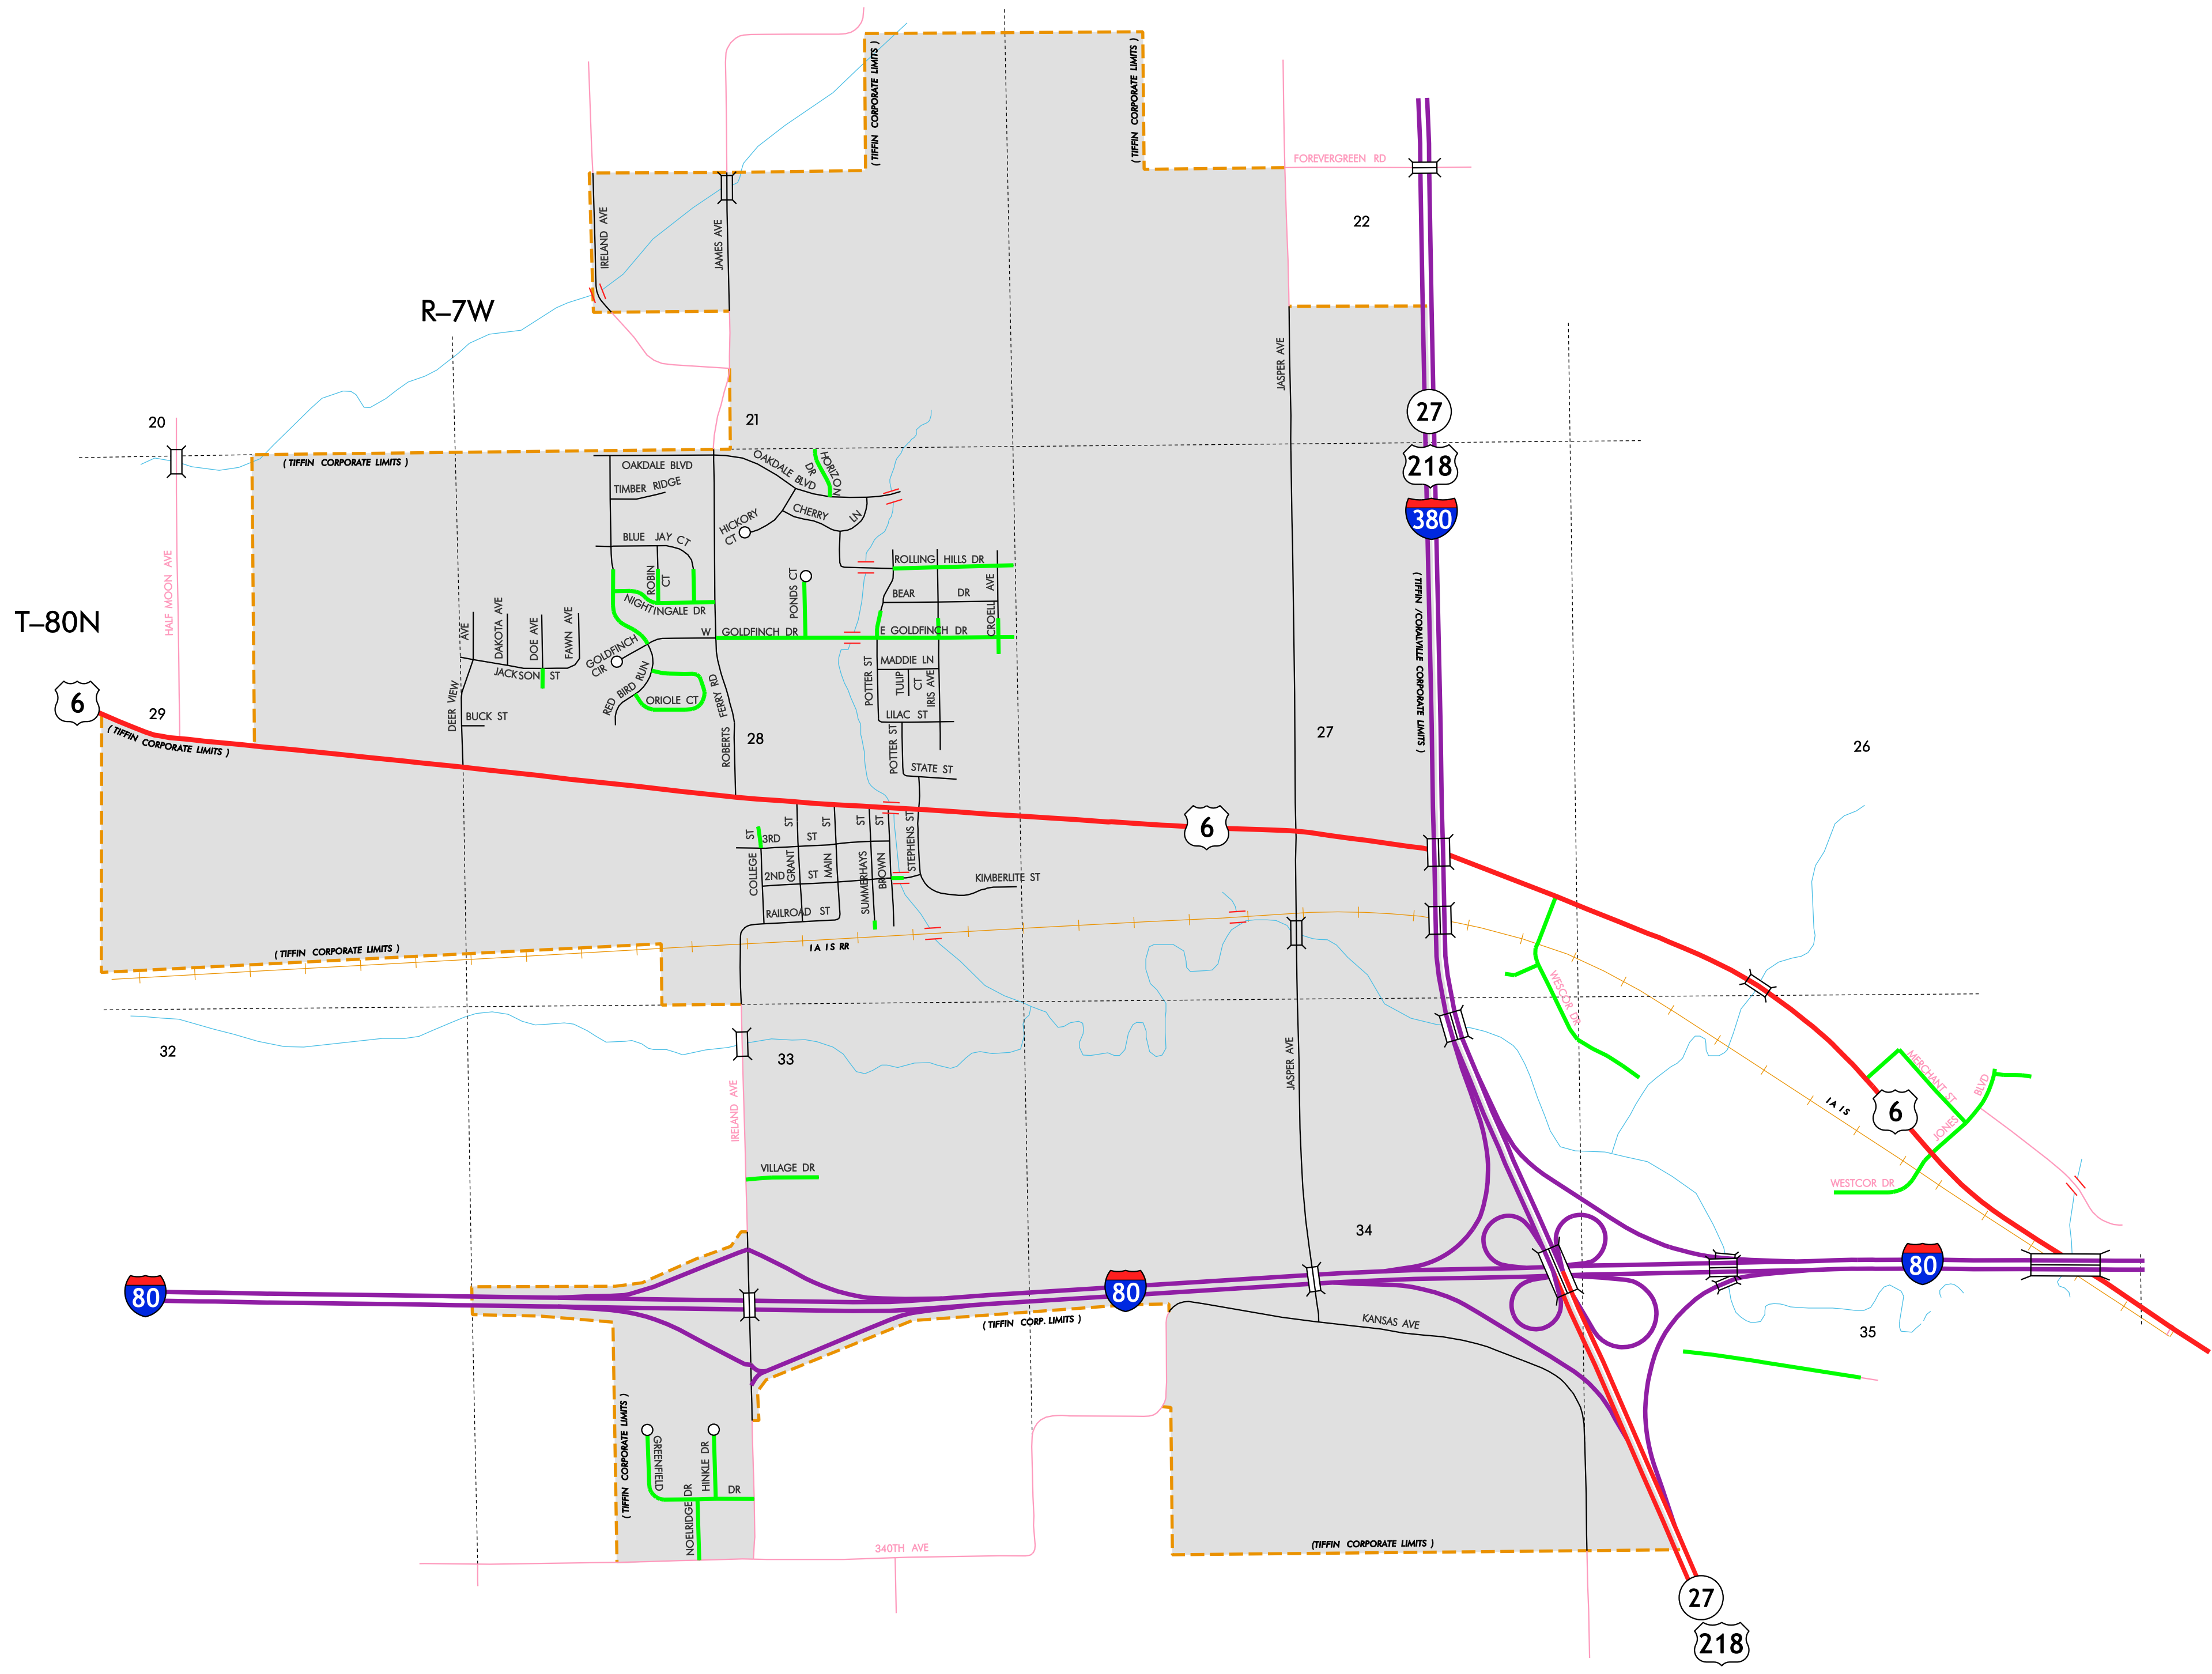 ( TIFFIN CORPORATE LIMITS )
( TIFFIN CORPORATE LIMITS )
FOREVERGREEN RD
22
IRELAND AVE
JAMES AVE
R–7W
JASPER AVE
27
20
21
218
( TIFFIN CORPORATE LIMITS )
OAKDALE BLVD
OAKDALE BLVD
HORIZON
DR
TIMBER RIDGE
380
HICKORY
CT
CHERRY LN
BLUE JAY CT
ROLLING HILLS DR
HALF MOON AVE
ROBIN
CT
PONDS CT
BEAR DR
CROELL AVE
NIGHTINGALE DR
T–80N
W GOLDFINCH DR
E GOLDFINCH DR
DEER VIEW AVE
DAKOTA AVE
DOE AVE
FAWN AVE
GOLDFINCH
CIR
JACKSON ST
RED BIRD RUN
ORIOLE CT
ROBERTS FERRY RD
POTTER ST
MADDIE LN
TULIP
CT
IRIS AVE
LILAC ST
( TIFFIN /CORALVILLE CORPORATE LIMITS )
6
29
( TIFFIN CORPORATE LIMITS )
BUCK ST
28
POTTER ST
STATE ST
27
26
6
COLLEGE ST
3RD ST
GRANT ST
MAIN ST
SUMMERHAYS ST
BROWN ST
STEPHENS ST
2ND ST
KIMBERLITE ST
RAILROAD ST
( TIFFIN CORPORATE LIMITS )
I A I S RR
WESCOR DR
32
33
IRELAND AVE
JASPER AVE
MERCHANT ST
I A I S
6
JONES BLVD
VILLAGE DR
WESTCOR DR
34
80
80
80
( TIFFIN CORP. LIMITS )
KANSAS AVE
35
( TIFFIN CORPORATE LIMITS )
GREENFIELD DR
HINKLE DR
NOELRIDGE DR
340TH AVE
(TIFFIN CORPORATE LIMITS )
27
218